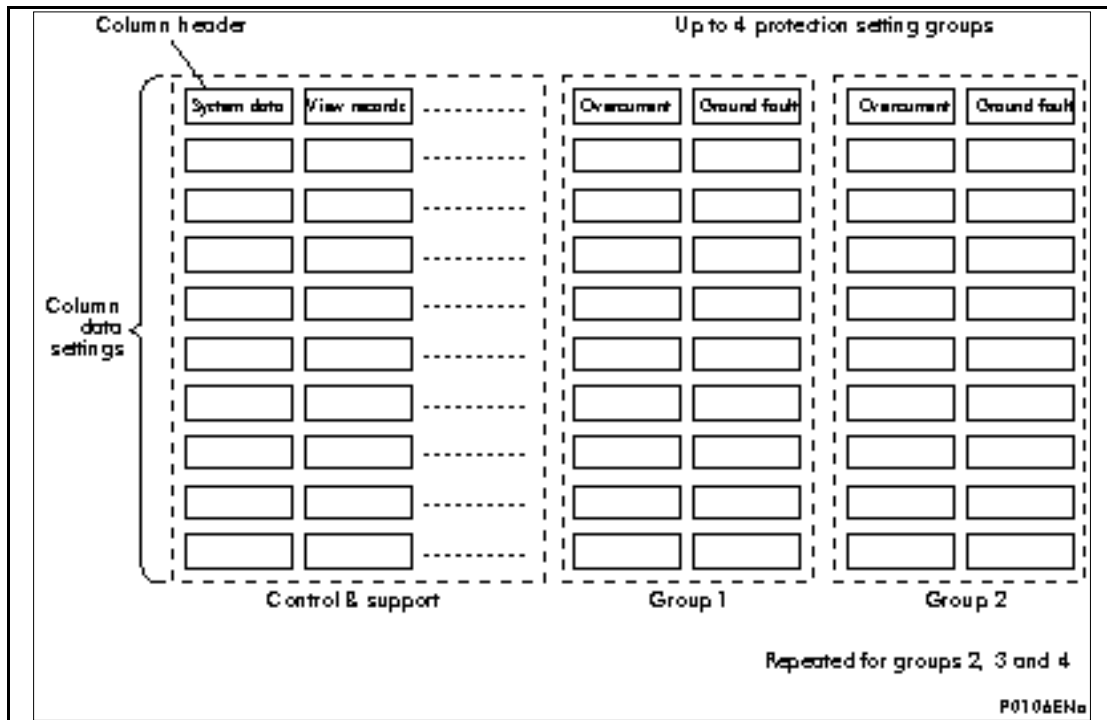 Column header
Up to 4 protection setting groups
System data
View records
Overcurrent
Ground fault
Overcurrent
Ground fault
Column
data
settings
Control & support
Group 1
Group 2
Repeated for groups 2, 3 and 4
P0106ENa